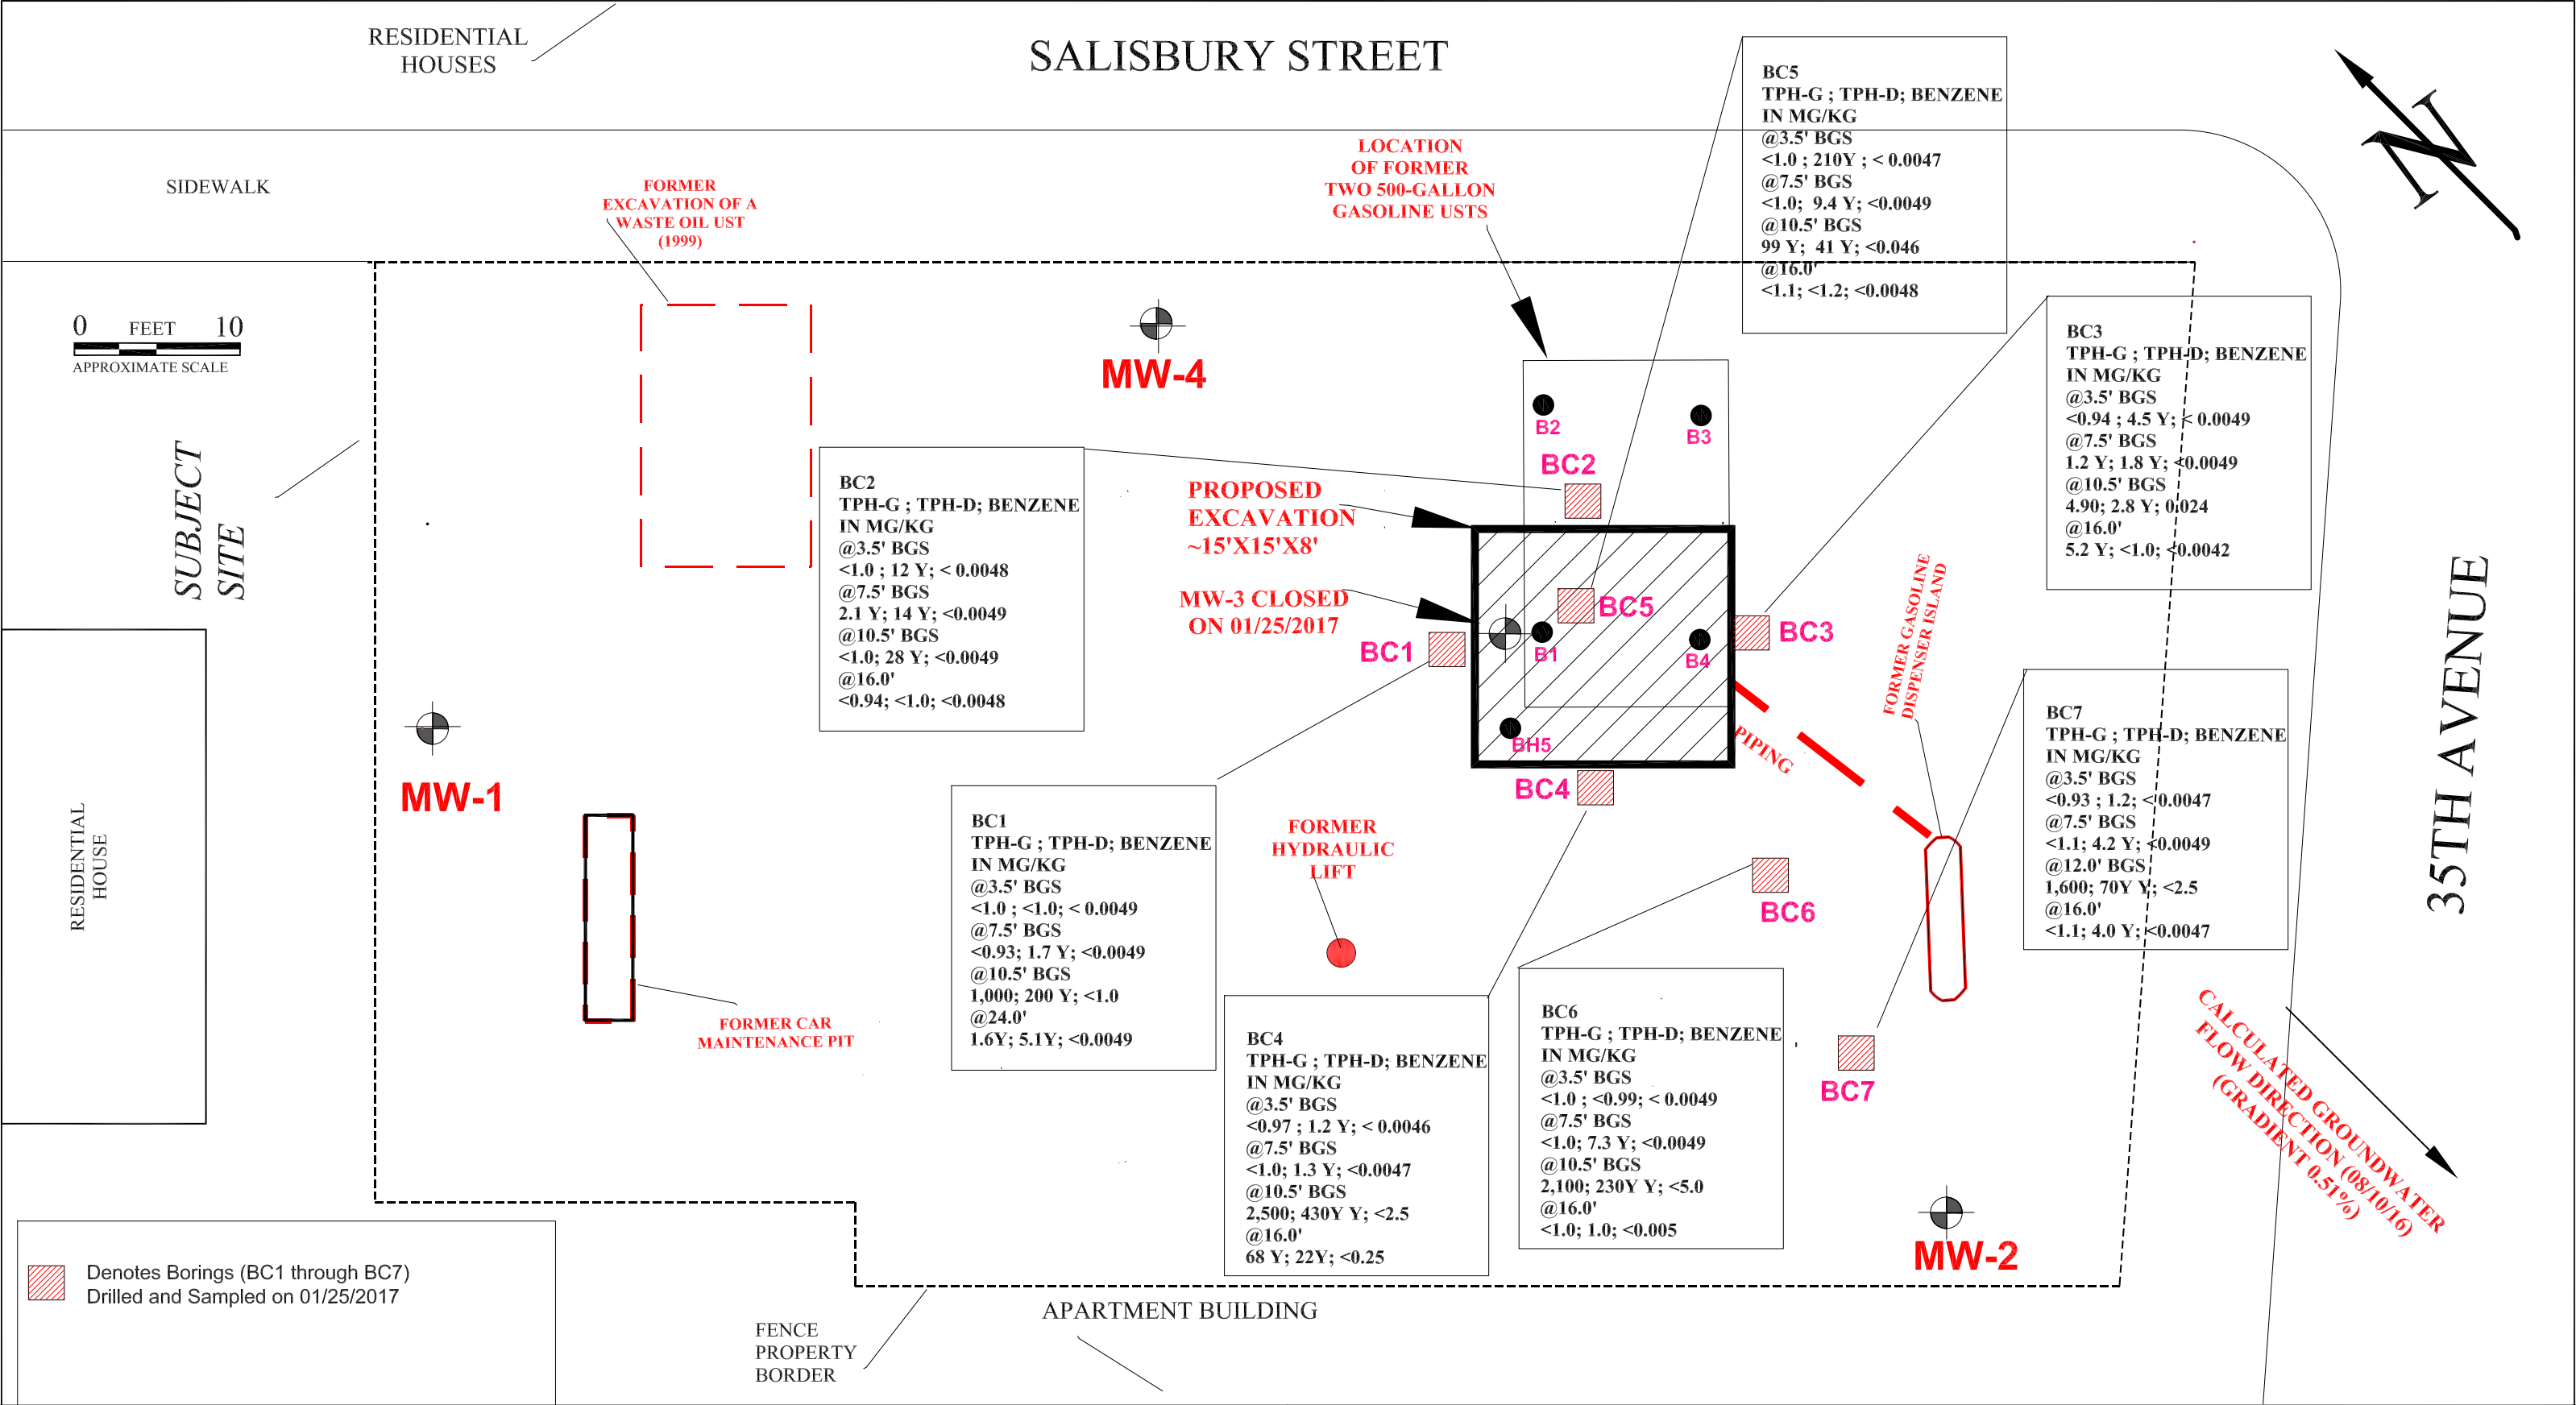 RESIDENTIAL
HOUSES
SALISBURY STREET
SIDEWALK
FORMER
EXCAVATION OF A
WASTE OIL UST
(1999)
LOCATION
OF FORMER
TWO 500-GALLON
GASOLINE USTS
BC5
TPH-G ; TPH-D; BENZENE
IN MG/KG
@3.5' BGS
<1.0 ; 210Y ; < 0.0047
@7.5' BGS
<1.0; 9.4 Y; <0.0049
@10.5' BGS
99 Y; 41 Y; <0.046
@16.0'
<1.1; <1.2; <0.0048
N
0 FEET 10
APPROXIMATE SCALE
MW-4
BC3
TPH-G ; TPH-D; BENZENE
IN MG/KG
@3.5' BGS
<0.94 ; 4.5 Y; < 0.0049
@7.5' BGS
1.2 Y; 1.8 Y; <0.0049
@10.5' BGS
4.90; 2.8 Y; 0.024
@16.0'
5.2 Y; <1.0; <0.0042
SUBJECT
SITE
BC2
TPH-G ; TPH-D; BENZENE
IN MG/KG
@3.5' BGS
<1.0 ; 12 Y; < 0.0048
@7.5' BGS
2.1 Y; 14 Y; <0.0049
@10.5' BGS
<1.0; 28 Y; <0.0049
@16.0'
<0.94; <1.0; <0.0048
B2
B3
BC2
PROPOSED
EXCAVATION
~15'X15'X8'
MW-3 CLOSED
ON 01/25/2017
BC1
BC5
B1
B4
BC3
BH5
BC4
PIPING
FORMER GASOLINE
DISPENSER ISLAND
35TH AVENUE
BC7
TPH-G ; TPH-D; BENZENE
IN MG/KG
@3.5' BGS
<0.93 ; 1.2; <0.0047
@7.5' BGS
<1.1; 4.2 Y; <0.0049
@12.0' BGS
1,600; 70Y Y; <2.5
@16.0'
<1.1; 4.0 Y; <0.0047
MW-1
RESIDENTIAL
HOUSE
BC1
TPH-G ; TPH-D; BENZENE
IN MG/KG
@3.5' BGS
<1.0 ; <1.0; < 0.0049
@7.5' BGS
<0.93; 1.7 Y; <0.0049
@10.5' BGS
1,000; 200 Y; <1.0
@24.0'
1.6Y; 5.1Y; <0.0049
FORMER
HYDRAULIC
LIFT
BC6
FORMER CAR
MAINTENANCE PIT
BC4
TPH-G ; TPH-D; BENZENE
IN MG/KG
@3.5' BGS
<0.97 ; 1.2 Y; < 0.0046
@7.5' BGS
<1.0; 1.3 Y; <0.0047
@10.5' BGS
2,500; 430Y Y; <2.5
@16.0'
68 Y; 22Y; <0.25
BC6
TPH-G ; TPH-D; BENZENE
IN MG/KG
@3.5' BGS
<1.0 ; <0.99; < 0.0049
@7.5' BGS
<1.0; 7.3 Y; <0.0049
@10.5' BGS
2,100; 230Y Y; <5.0
@16.0'
<1.0; 1.0; <0.005
BC7
CALCULATED GROUNDWATER
FLOW DIRECTION (08/10/16)
(GRADIENT 0.51%)
MW-2
Denotes Borings (BC1 through BC7)
Drilled and Sampled on 01/25/2017
APARTMENT BUILDING
FENCE
PROPERTY
BORDER